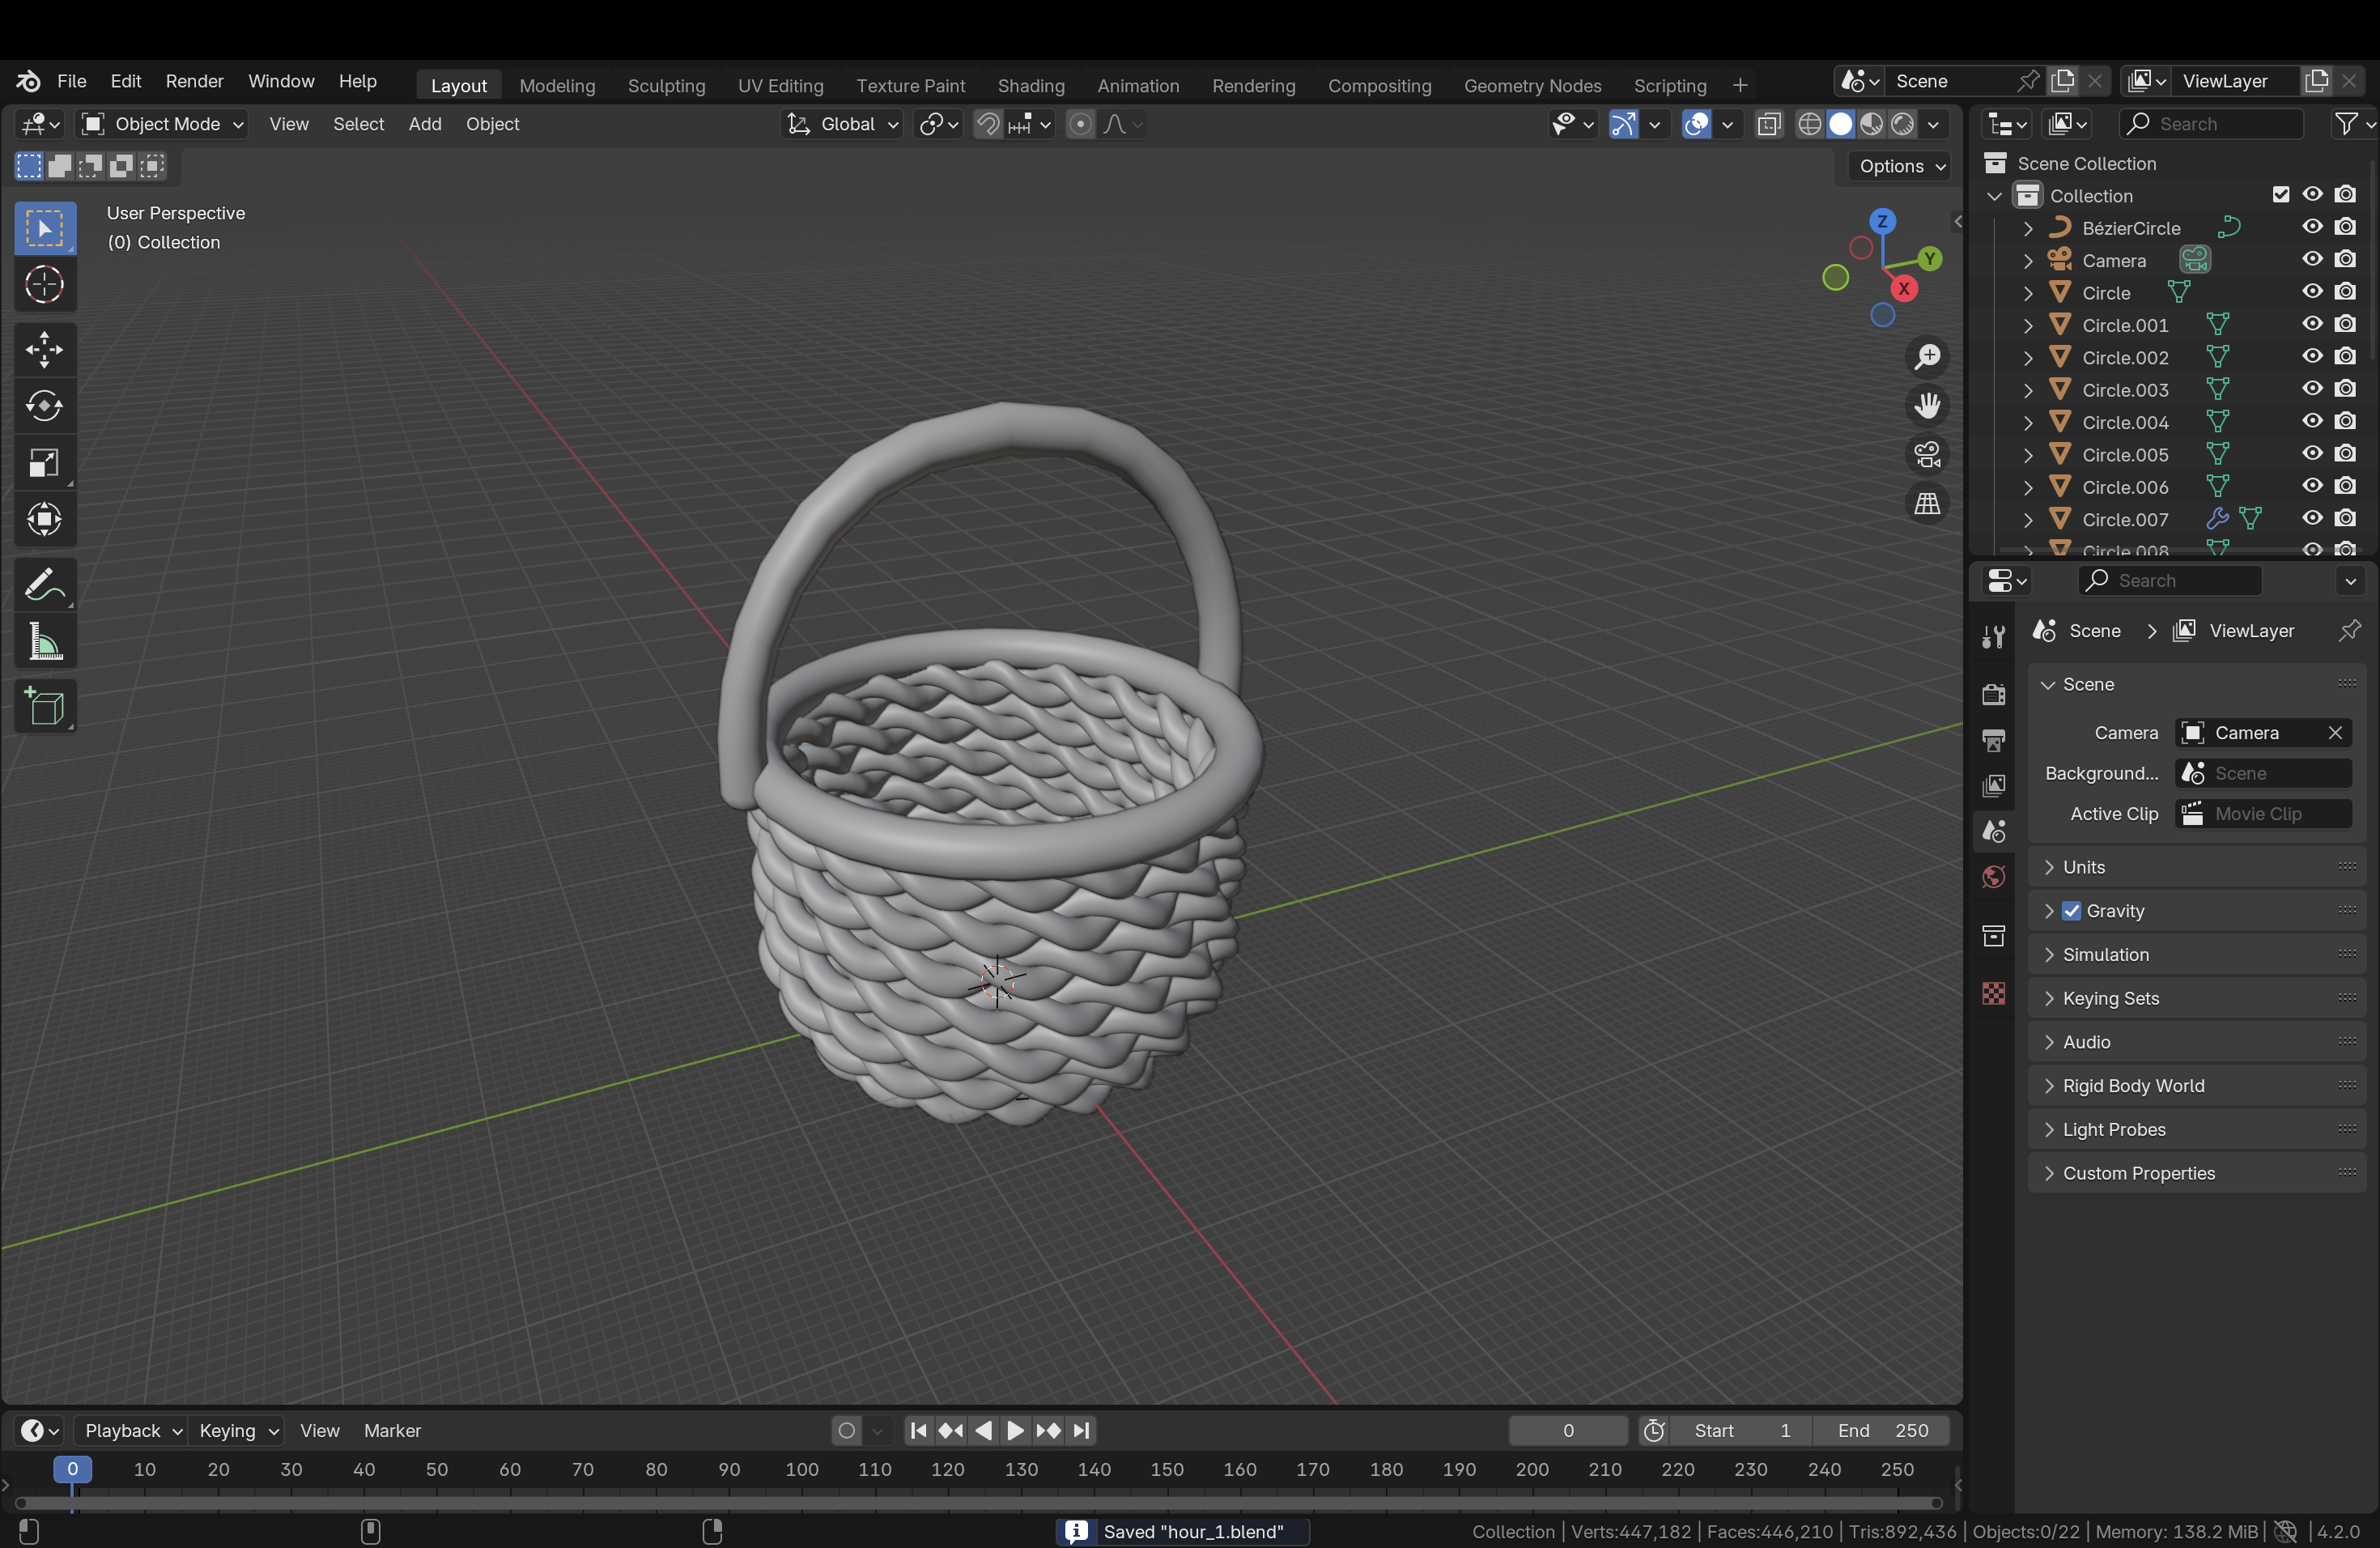 File Edit Render Window Help Layout Modeling Sculpting UV Editing Texture Paint Shading Animation Rendering Compositing Geometry Nodes Scripting + Scene ViewLayer
Object Mode View Select Add Object Global Search
Options
User Perspective
(0) Collection
Z
Y
X
Scene Collection
Collection
BézierCircle
Camera
Circle
Circle.001
Circle.002
Circle.003
Circle.004
Circle.005
Circle.006
Circle.007
Circle.008
Search
Scene > ViewLayer
Scene
Camera Camera
Background... Scene
Active Clip Movie Clip
Units
Gravity
Simulation
Keying Sets
Audio
Rigid Body World
Light Probes
Custom Properties
Playback Keying View Marker 0 Start 1 End 250
0 10 20 30 40 50 60 70 80 90 100 110 120 130 140 150 160 170 180 190 200 210 220 230 240 250
Saved "hour_1.blend" Collection | Verts:447,182 | Faces:446,210 | Tris:892,436 | Objects:0/22 | Memory: 138.2 MiB | 4.2.0